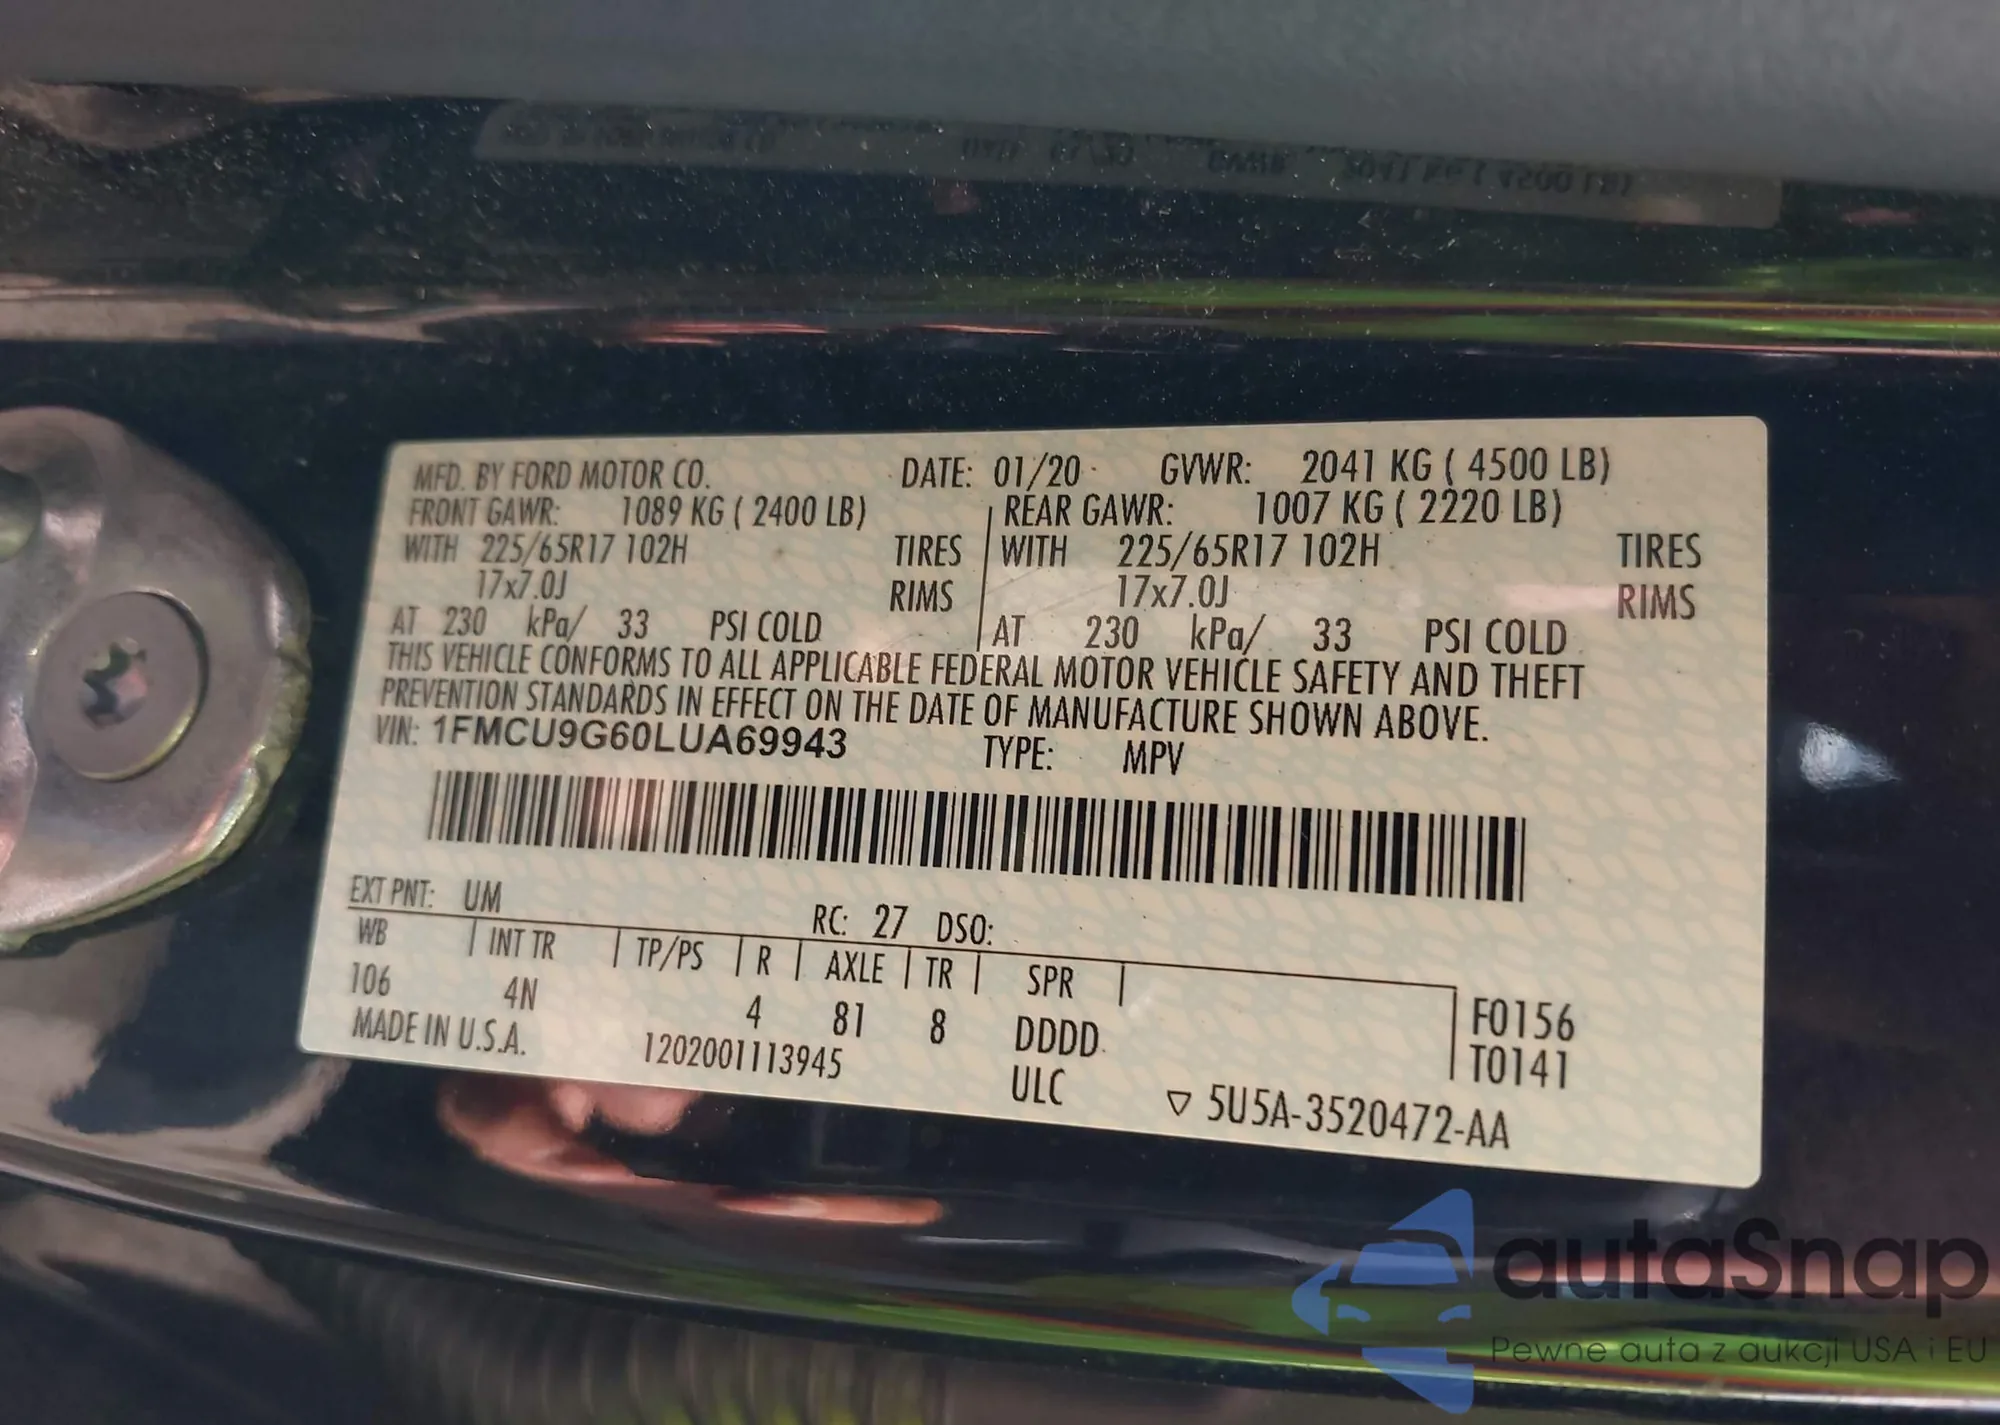 MFD. BY FORD MOTOR CO. DATE: 01/20 GVWR: 2041 KG ( 4500 LB)
FRONT GAWR: 1089 KG ( 2400 LB) REAR GAWR: 1007 KG ( 2220 LB)
WITH 225/65R17 102H TIRES WITH 225/65R17 102H TIRES
17x7.0J RIMS 17x7.0J RIMS
AT 230 kPa/ 33 PSI COLD AT 230 kPa/ 33 PSI COLD
THIS VEHICLE CONFORMS TO ALL APPLICABLE FEDERAL MOTOR VEHICLE SAFETY AND THEFT
PREVENTION STANDARDS IN EFFECT ON THE DATE OF MANUFACTURE SHOWN ABOVE.
VIN: 1FMCU9G60LUA69943 TYPE: MPV
EXT PNT: UM RC: 27 DSO:
WB INT TR TP/PS R AXLE TR SPR
106 4N 4 81 8 DDDD F0156
MADE IN U.S.A. 1202001113945 T0141
ULC ▽ 5U5A-3520472-AA
autaSnap
Pewne auta z aukcji USA i EU